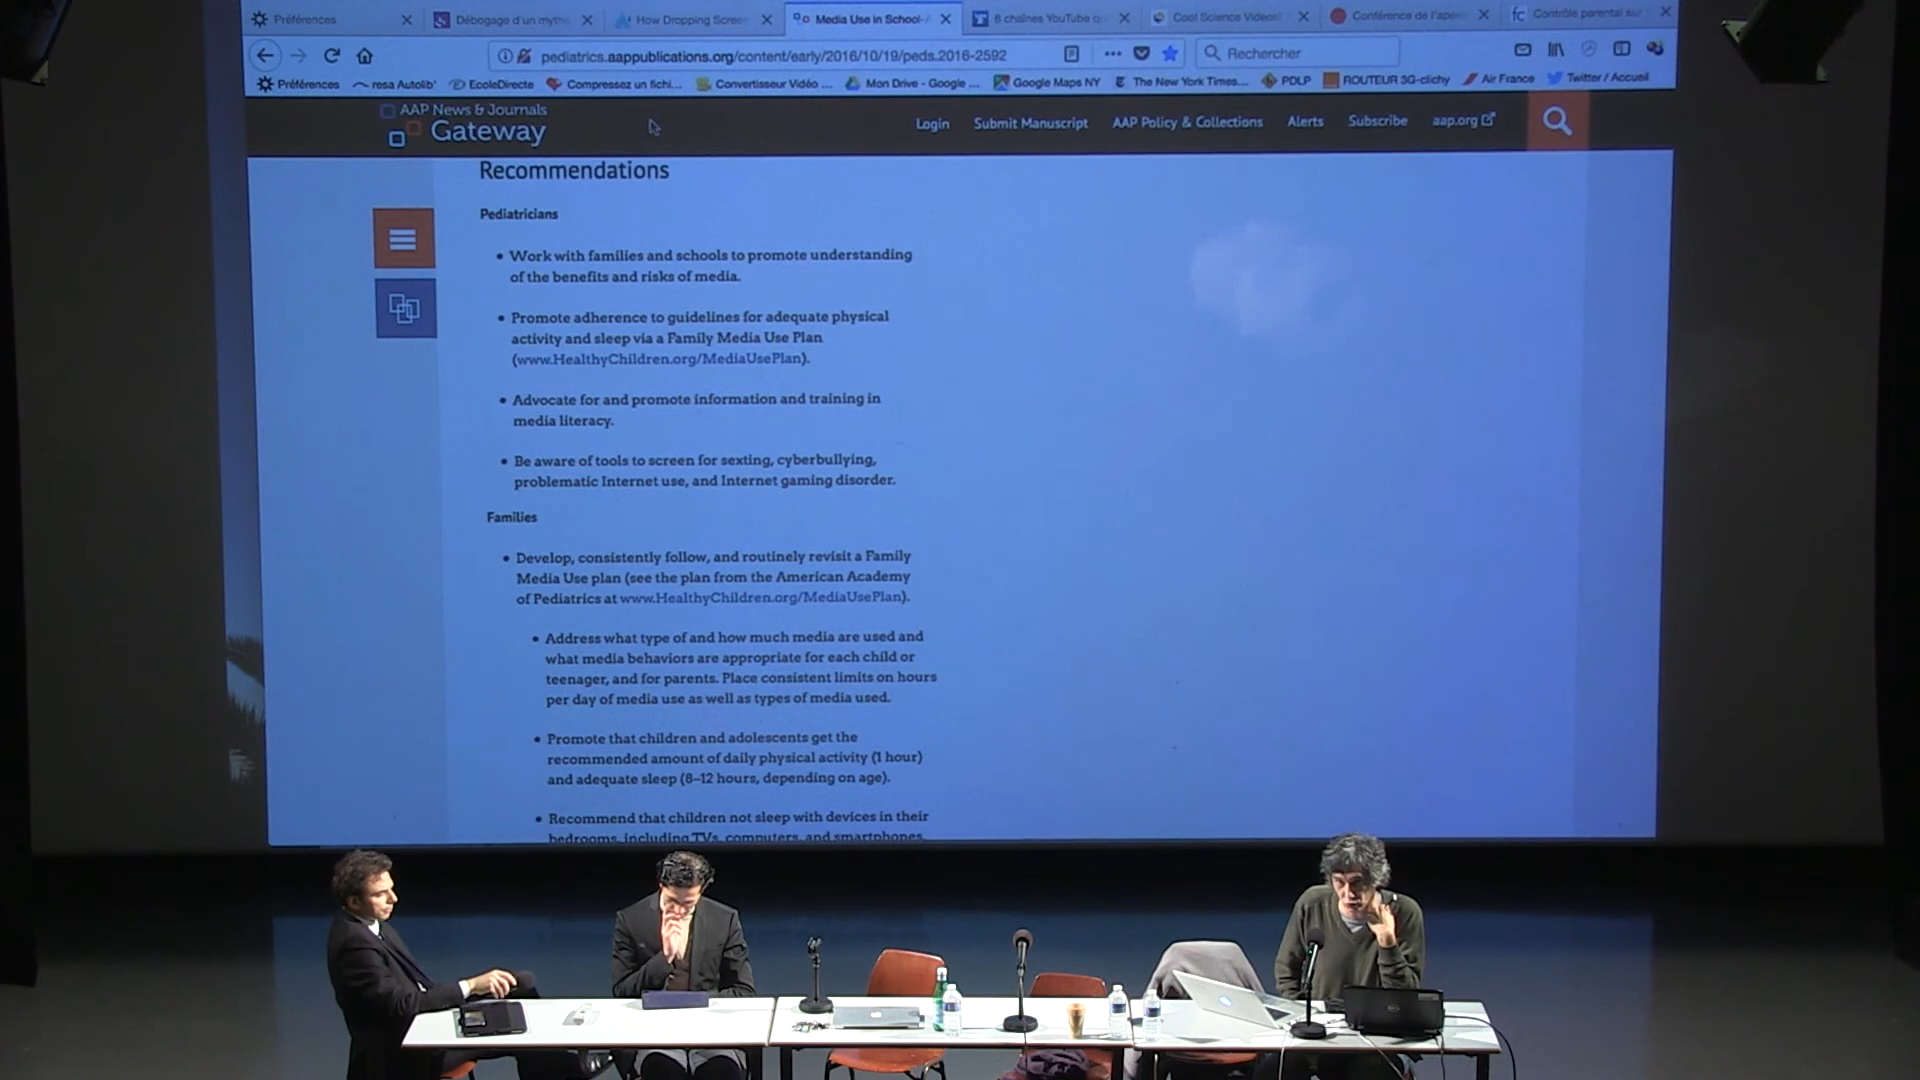 Préférences
Débogage d'un myth
How Dropping Screen
Media Use in School-
8 chaînes YouTube qu
Cool Science Videos
Conférence de l'apes
Contrôle parental sur
pediatrics.aappublications.org/content/early/2016/10/19/peds.2016-2592
Rechercher
Préférences
resa Autolib'
EcoleDirecte
Compressez un fichi...
Convertisseur Vidéo ...
Mon Drive - Google ...
Google Maps NY
The New York Times...
PDLP
ROUTEUR 3G-clichy
Air France
Twitter / Accueil
AAP News & Journals
Gateway
Login
Submit Manuscript
AAP Policy & Collections
Alerts
Subscribe
aap.org
Recommendations
Pediatricians
• Work with families and schools to promote understanding
of the benefits and risks of media.
• Promote adherence to guidelines for adequate physical
activity and sleep via a Family Media Use Plan
(www.HealthyChildren.org/MediaUsePlan).
• Advocate for and promote information and training in
media literacy.
• Be aware of tools to screen for sexting, cyberbullying,
problematic Internet use, and Internet gaming disorder.
Families
• Develop, consistently follow, and routinely revisit a Family
Media Use plan (see the plan from the American Academy
of Pediatrics at www.HealthyChildren.org/MediaUsePlan).
• Address what type of and how much media are used and
what media behaviors are appropriate for each child or
teenager, and for parents. Place consistent limits on hours
per day of media use as well as types of media used.
• Promote that children and adolescents get the
recommended amount of daily physical activity (1 hour)
and adequate sleep (8–12 hours, depending on age).
• Recommend that children not sleep with devices in their
bedrooms, including TVs, computers, and smartphones.